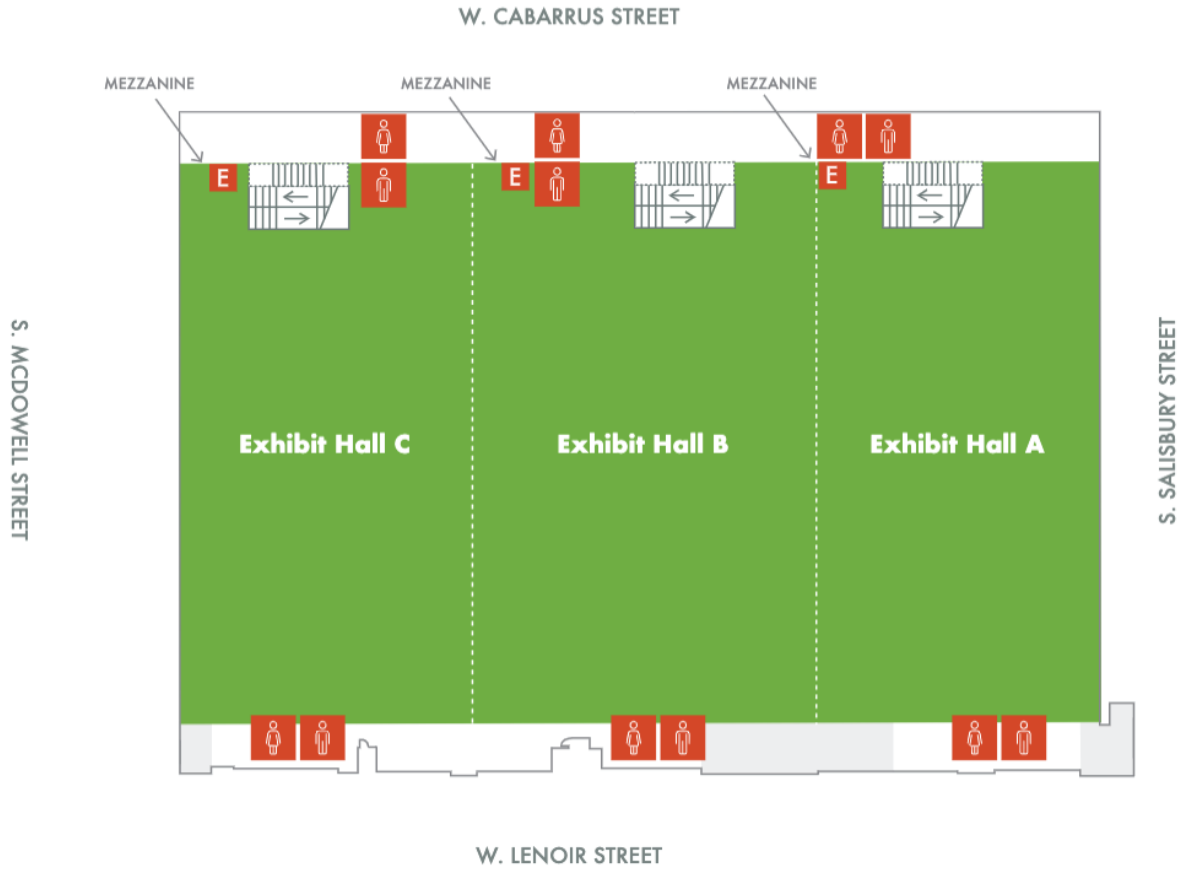 W. CABARRUS STREET
MEZZANINE
MEZZANINE
MEZZANINE
E
E
E
S. MCDOWELL STREET
Exhibit Hall C
Exhibit Hall B
Exhibit Hall A
S. SALISBURY STREET
W. LENOIR STREET